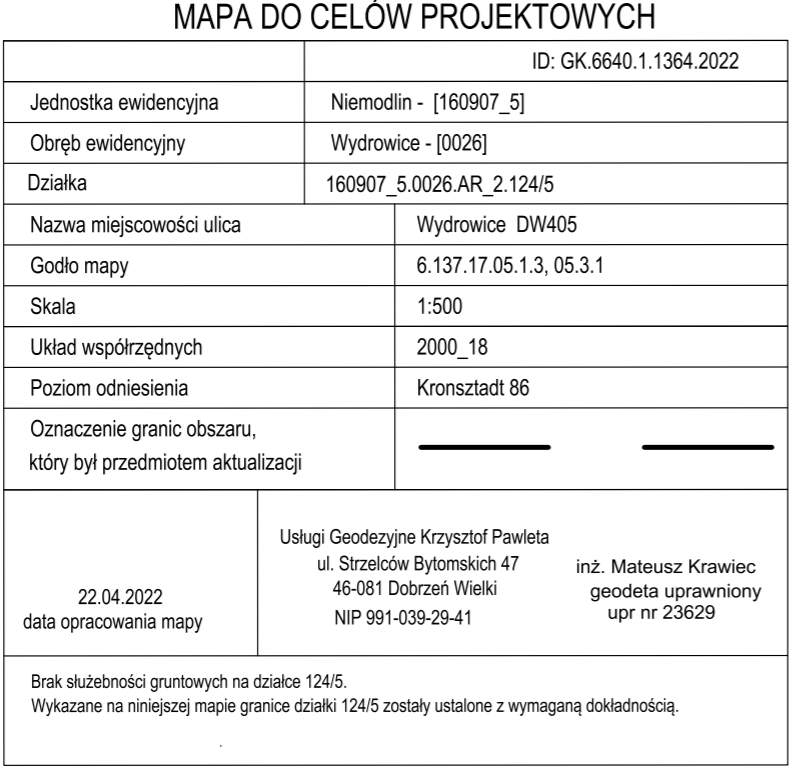 MAPA DO CELÓW PROJEKTOWYCH
ID: GK.6640.1.1364.2022
Jednostka ewidencyjna Niemodlin - [160907_5]
Obręb ewidencyjny Wydrowice - [0026]
Działka 160907_5.0026.AR_2.124/5
Nazwa miejscowości ulica Wydrowice DW405
Godło mapy 6.137.17.05.1.3, 05.3.1
Skala 1:500
Układ współrzędnych 2000_18
Poziom odniesienia Kronsztadt 86
Oznaczenie granic obszaru,
który był przedmiotem aktualizacji
22.04.2022
data opracowania mapy
Usługi Geodezyjne Krzysztof Pawleta
ul. Strzelców Bytomskich 47
46-081 Dobrzeń Wielki
NIP 991-039-29-41
inż. Mateusz Krawiec
geodeta uprawniony
upr nr 23629
Brak służebności gruntowych na działce 124/5.
Wykazane na niniejszej mapie granice działki 124/5 zostały ustalone z wymaganą dokładnością.